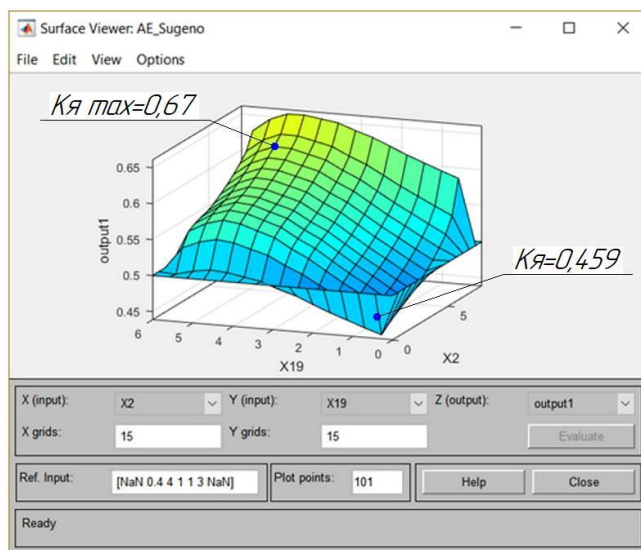 Surface Viewer: AE_Sugeno
File Edit View Options
Kя max=0,67
0.65
0.6
0.55
0.5
0.45
output1
Kя=0,459
6 5 4 3 2 1 0
X19
0 5
X2
X (input): X2 Y (input): X19 Z (output): output1
X grids: 15 Y grids: 15 Evaluate
Ref. Input: [NaN 0.4 4 1 1 3 NaN] Plot points: 101 Help Close
Ready